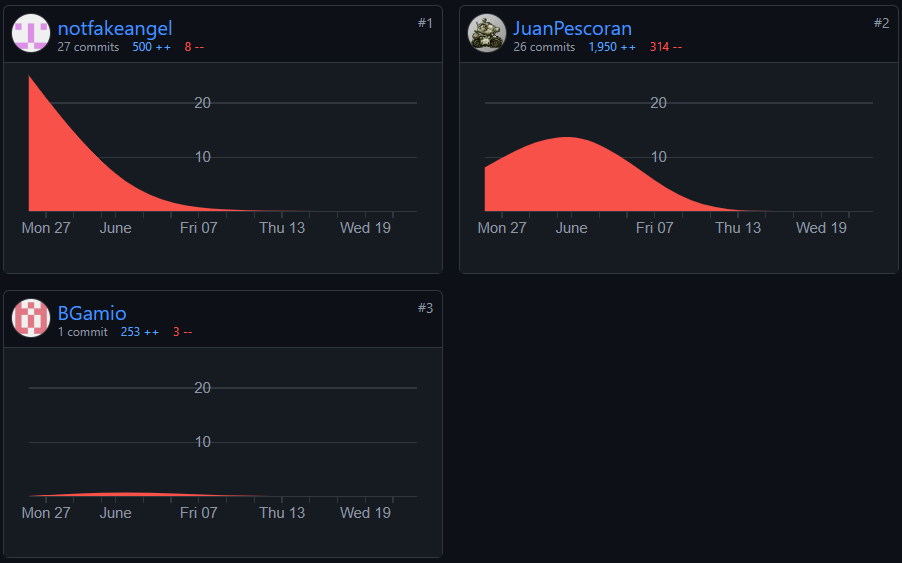 notfakeangel #1
27 commits 500 ++ 8 --
20
10
Mon 27 June Fri 07 Thu 13 Wed 19
JuanPescoran #2
26 commits 1,950 ++ 314 --
20
10
Mon 27 June Fri 07 Thu 13 Wed 19
BGamio #3
1 commit 253 ++ 3 --
20
10
Mon 27 June Fri 07 Thu 13 Wed 19